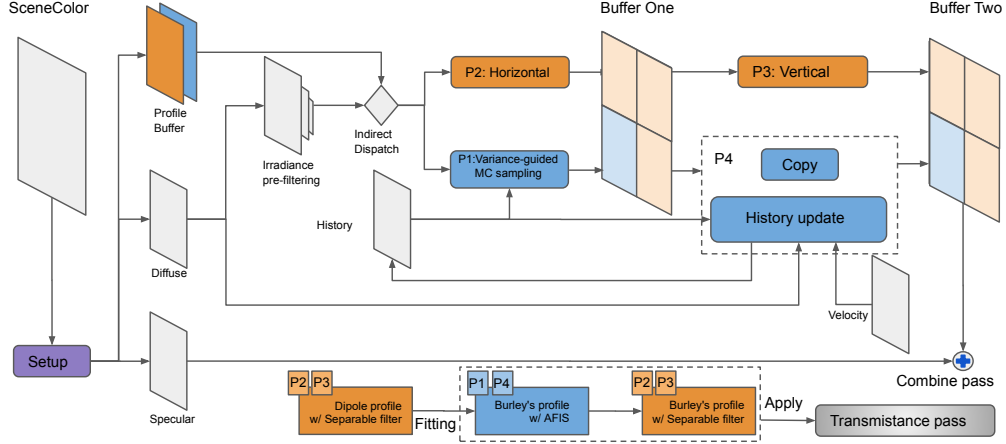 SceneColor
Buffer One
Buffer Two
P2: Horizontal
P3: Vertical
Profile
Buffer
Indirect
Dispatch
Irradiance
pre-filtering
P1:Variance-guided
MC sampling
P4
Copy
History
History update
Diffuse
Velocity
Setup
Combine pass
Specular
P2
P3
Dipole profile
w/ Separable filter
Fitting
P1
P4
Burley's profile
w/ AFIS
P2
P3
Burley's profile
w/ Separable filter
Apply
Transmistance pass